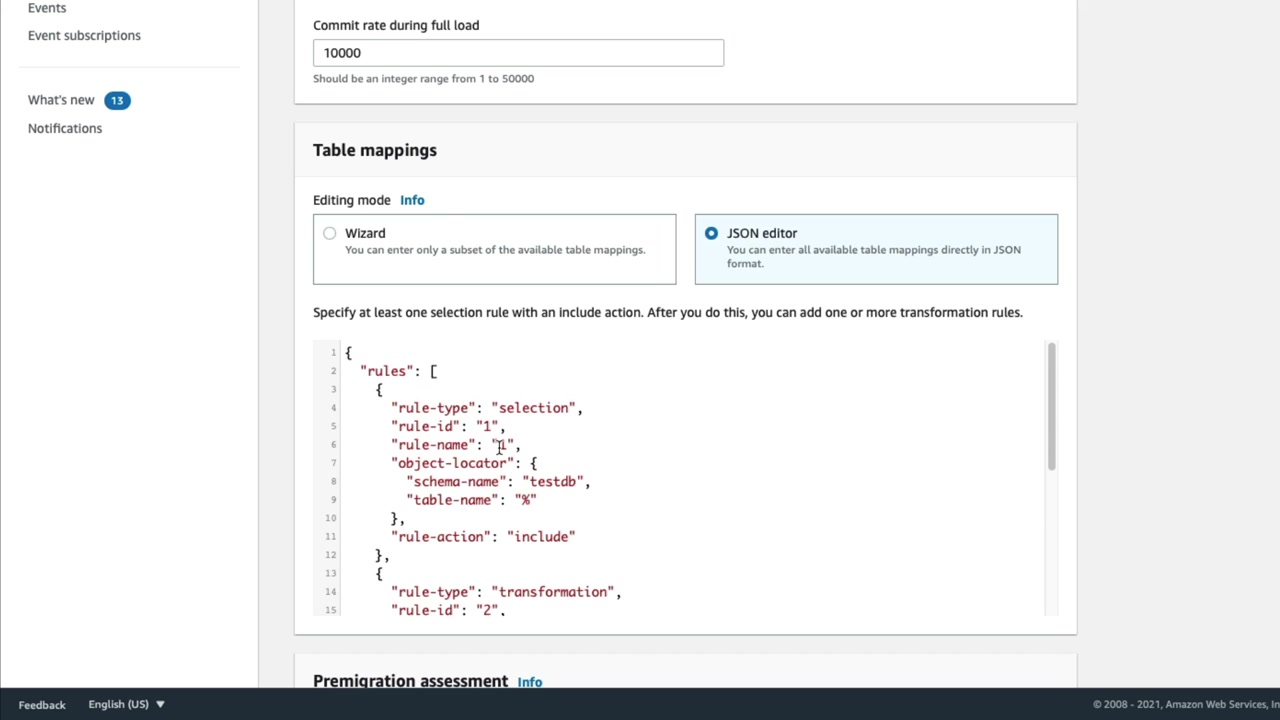 Events
Event subscriptions
What's new 13
Notifications
Commit rate during full load
10000
Should be an integer range from 1 to 50000
Table mappings
Editing mode Info
Wizard
You can enter only a subset of the available table mappings.
JSON editor
You can enter all available table mappings directly in JSON
format.
Specify at least one selection rule with an include action. After you do this, you can add one or more transformation rules.
1 {
2 "rules": [
3 {
4 "rule-type": "selection",
5 "rule-id": "1",
6 "rule-name": "1",
7 "object-locator": {
8 "schema-name": "testdb",
9 "table-name": "%"
10 },
11 "rule-action": "include"
12 },
13 {
14 "rule-type": "transformation",
15 "rule-id": "2",
Premigration assessment Info
Feedback English (US) ▼
© 2008 - 2021, Amazon Web Services, In